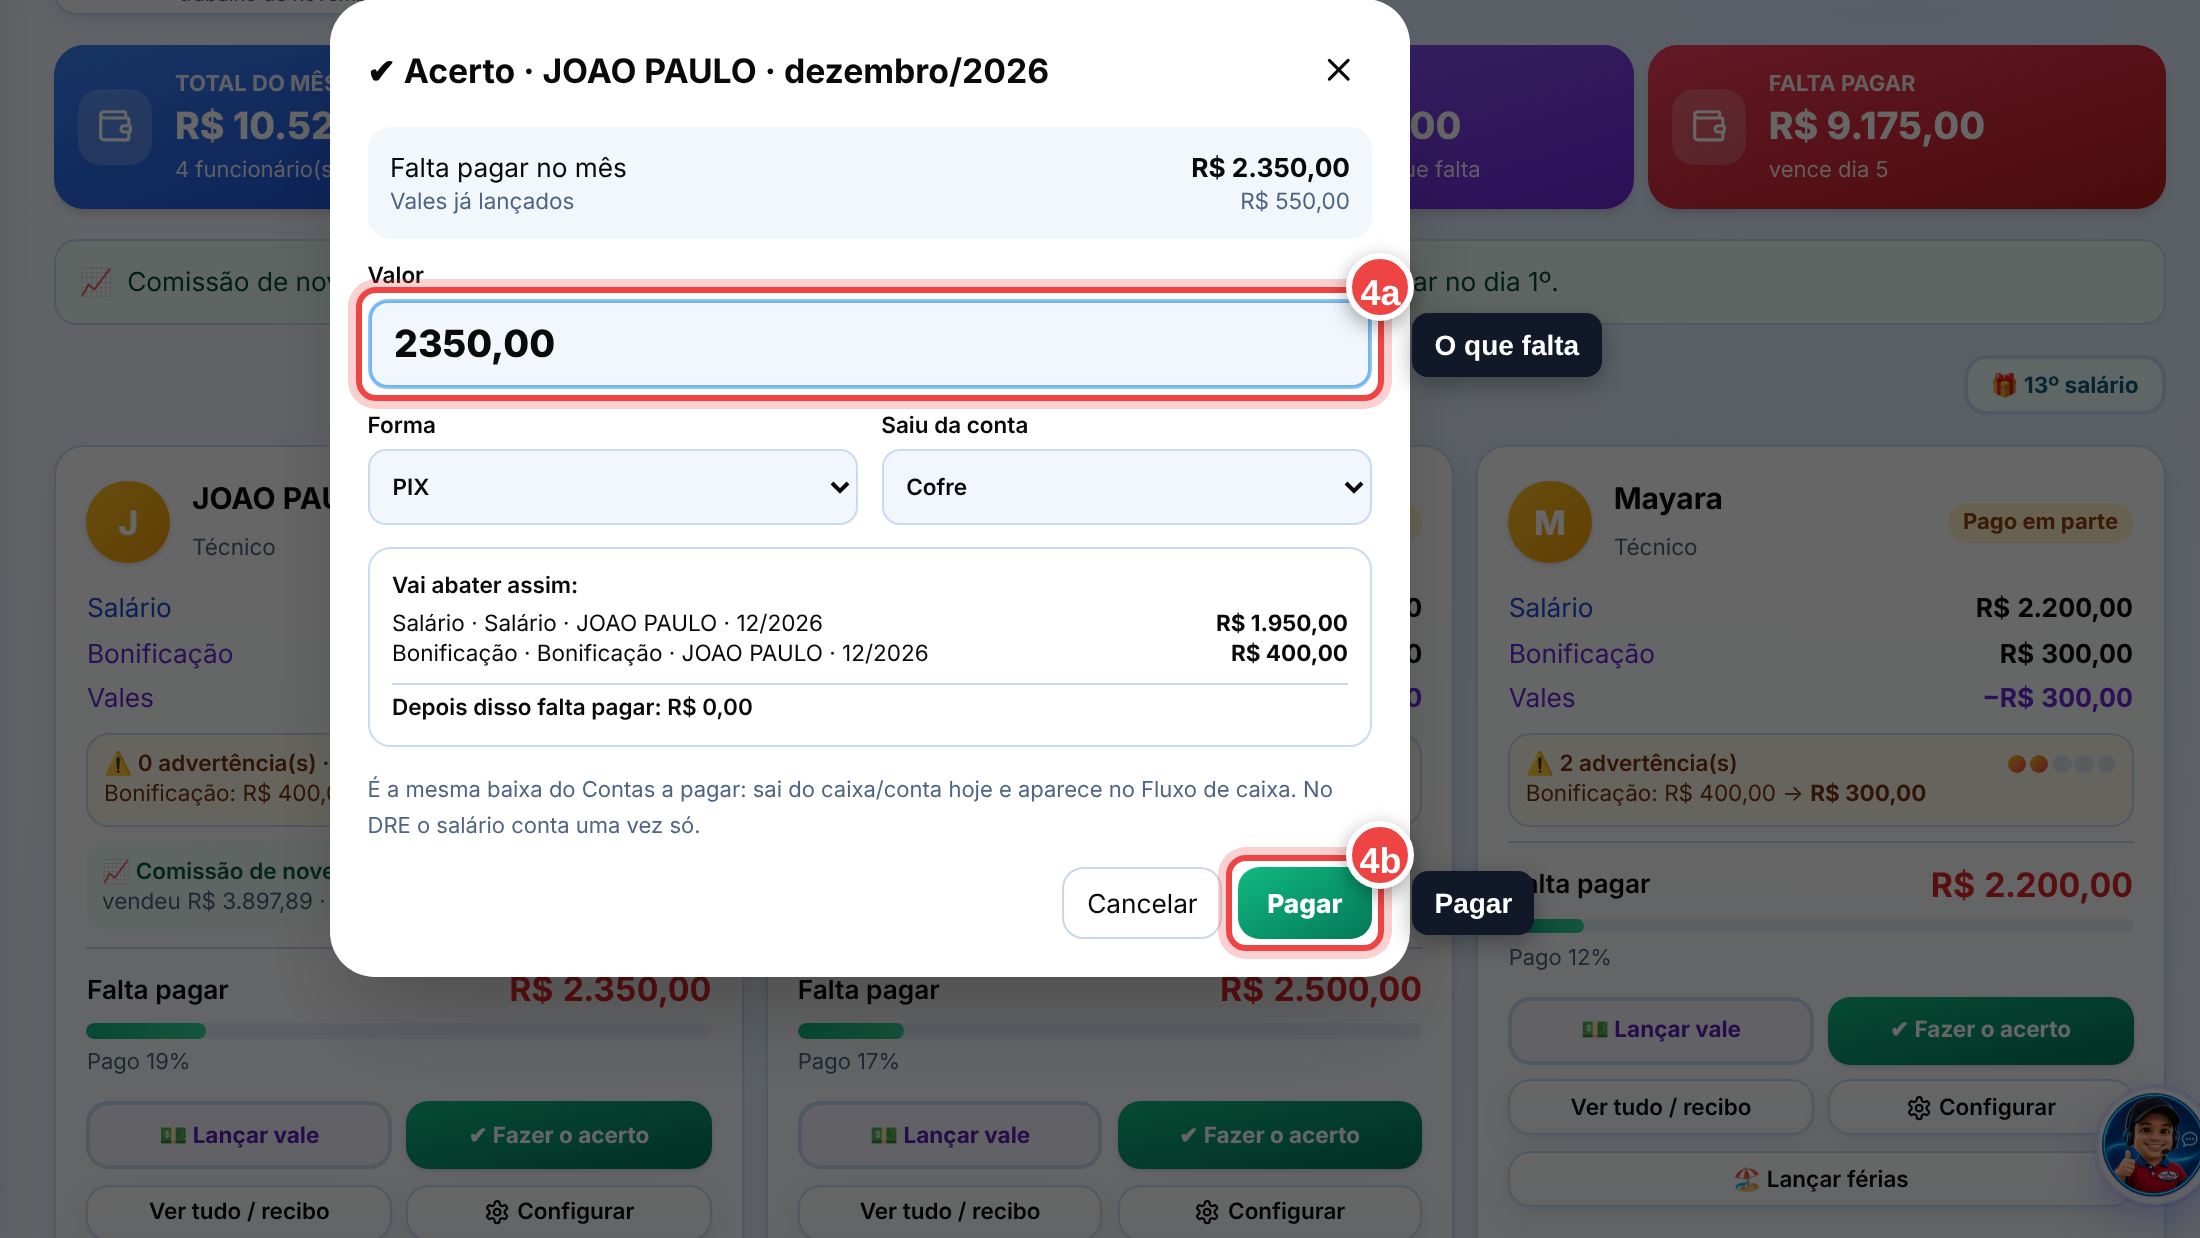 TOTAL DO MÊS
R$ 10.52
4 funcionário(s
00
ue falta
FALTA PAGAR
R$ 9.175,00
vence dia 5
✔ Acerto · JOAO PAULO · dezembro/2026
Falta pagar no mês R$ 2.350,00
Vales já lançados R$ 550,00
Comissão de nov
ar no dia 1º.
Valor
4a
2350,00
O que falta
🎁 13º salário
Forma
Saiu da conta
PIX
Cofre
Vai abater assim:
Salário · Salário · JOAO PAULO · 12/2026 R$ 1.950,00
Bonificação · Bonificação · JOAO PAULO · 12/2026 R$ 400,00
Depois disso falta pagar: R$ 0,00
É a mesma baixa do Contas a pagar: sai do caixa/conta hoje e aparece no Fluxo de caixa. No
DRE o salário conta uma vez só.
4b
Cancelar
Pagar
Pagar
J
JOAO PAU
Técnico
Salário
Bonificação
Vales
⚠️ 0 advertência(s) ·
Bonificação: R$ 400,0
Comissão de nove
vendeu R$ 3.897,89 ·
Falta pagar R$ 2.350,00
Pago 19%
Lançar vale
✔ Fazer o acerto
Ver tudo / recibo
Configurar
0
0
0
Falta pagar R$ 2.500,00
Pago 17%
Lançar vale
✔ Fazer o acerto
Ver tudo / recibo
Configurar
M
Mayara
Técnico
Pago em parte
Salário R$ 2.200,00
Bonificação R$ 300,00
Vales −R$ 300,00
⚠️ 2 advertência(s)
Bonificação: R$ 400,00 → R$ 300,00
alta pagar R$ 2.200,00
Pago 12%
Lançar vale
✔ Fazer o acerto
Ver tudo / recibo
Configurar
Lançar férias